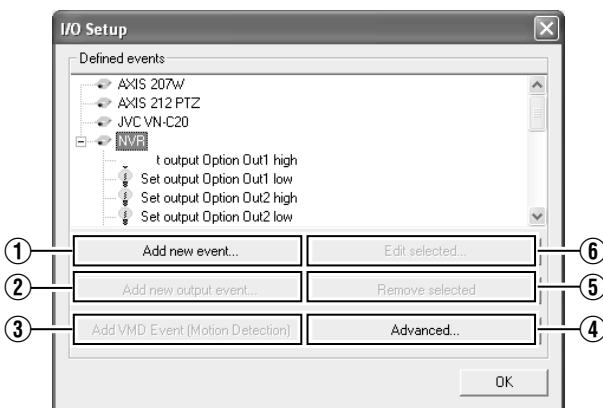 I/O Setup
Defined events
AXIS 207W
AXIS 212 PTZ
JVC VN-C20
NVR
t output Option Out1 high
Set output Option Out1 low
Set output Option Out2 high
Set output Option Out2 low
① Add new event... Edit selected... ⑥
② Add new output event... Remove selected ⑤
③ Add VMD Event (Motion Detection) Advanced... ④
OK